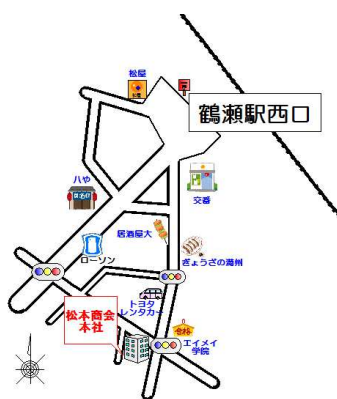 松屋
鶴瀬駅西口
八や
交番
居酒屋大
ローソン
ぎょうざの満州
トヨタ
レンタカー
松本商会
本社
エイメイ
学院